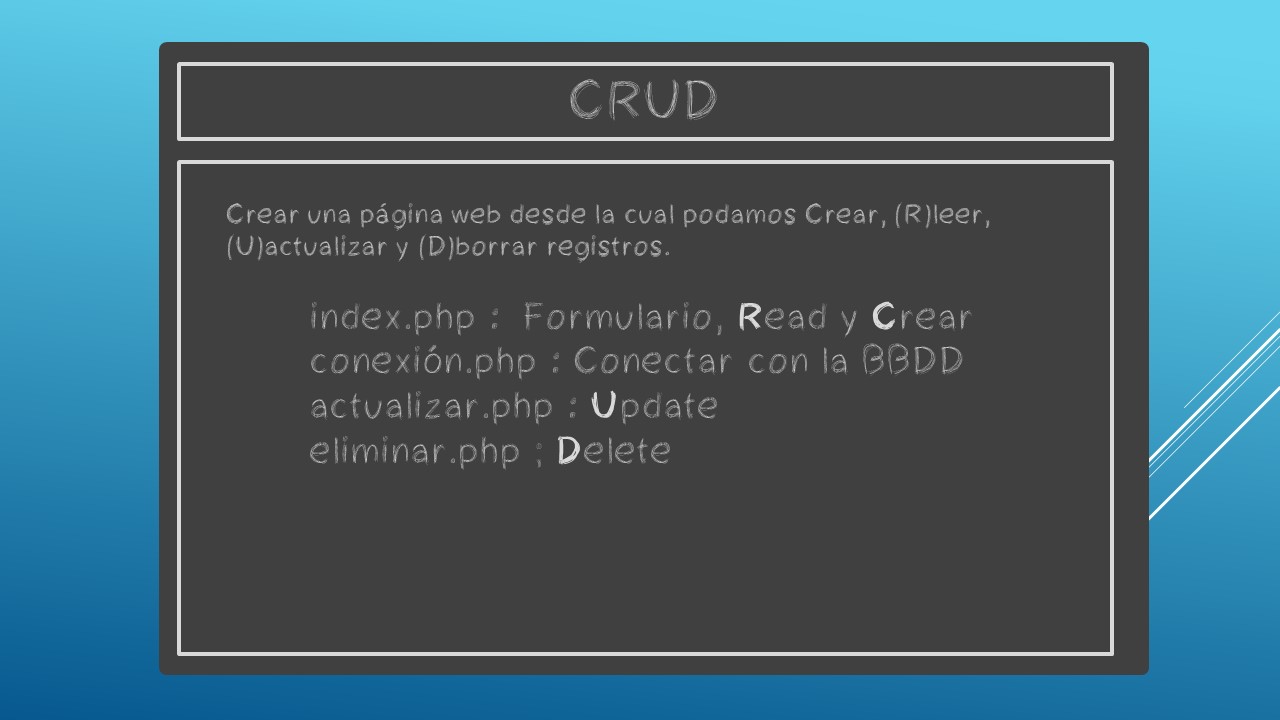 CRUD
Crear una página web desde la cual podamos Crear, (R)leer,
(U)actualizar y (D)borrar registros.
index.php : Formulario, Read y Crear
conexión.php : Conectar con la BBDD
actualizar.php : Update
eliminar.php ; Delete